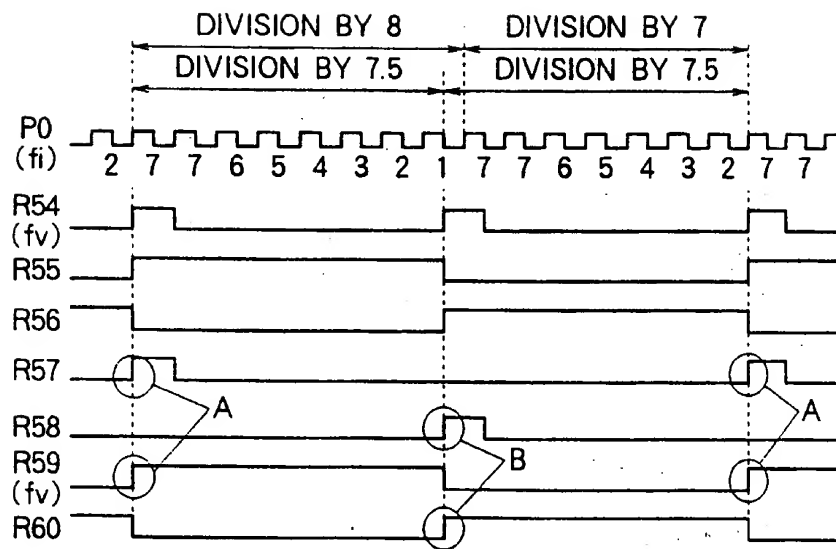 DIVISION BY 8 DIVISION BY 7
DIVISION BY 7.5 DIVISION BY 7.5
P0
(fi)
2 7 7 6 5 4 3 2 1 7 7 6 5 4 3 2 7 7
R54
(fv)
R55
R56
R57
A A
R58
B
R59
(fv)
R60